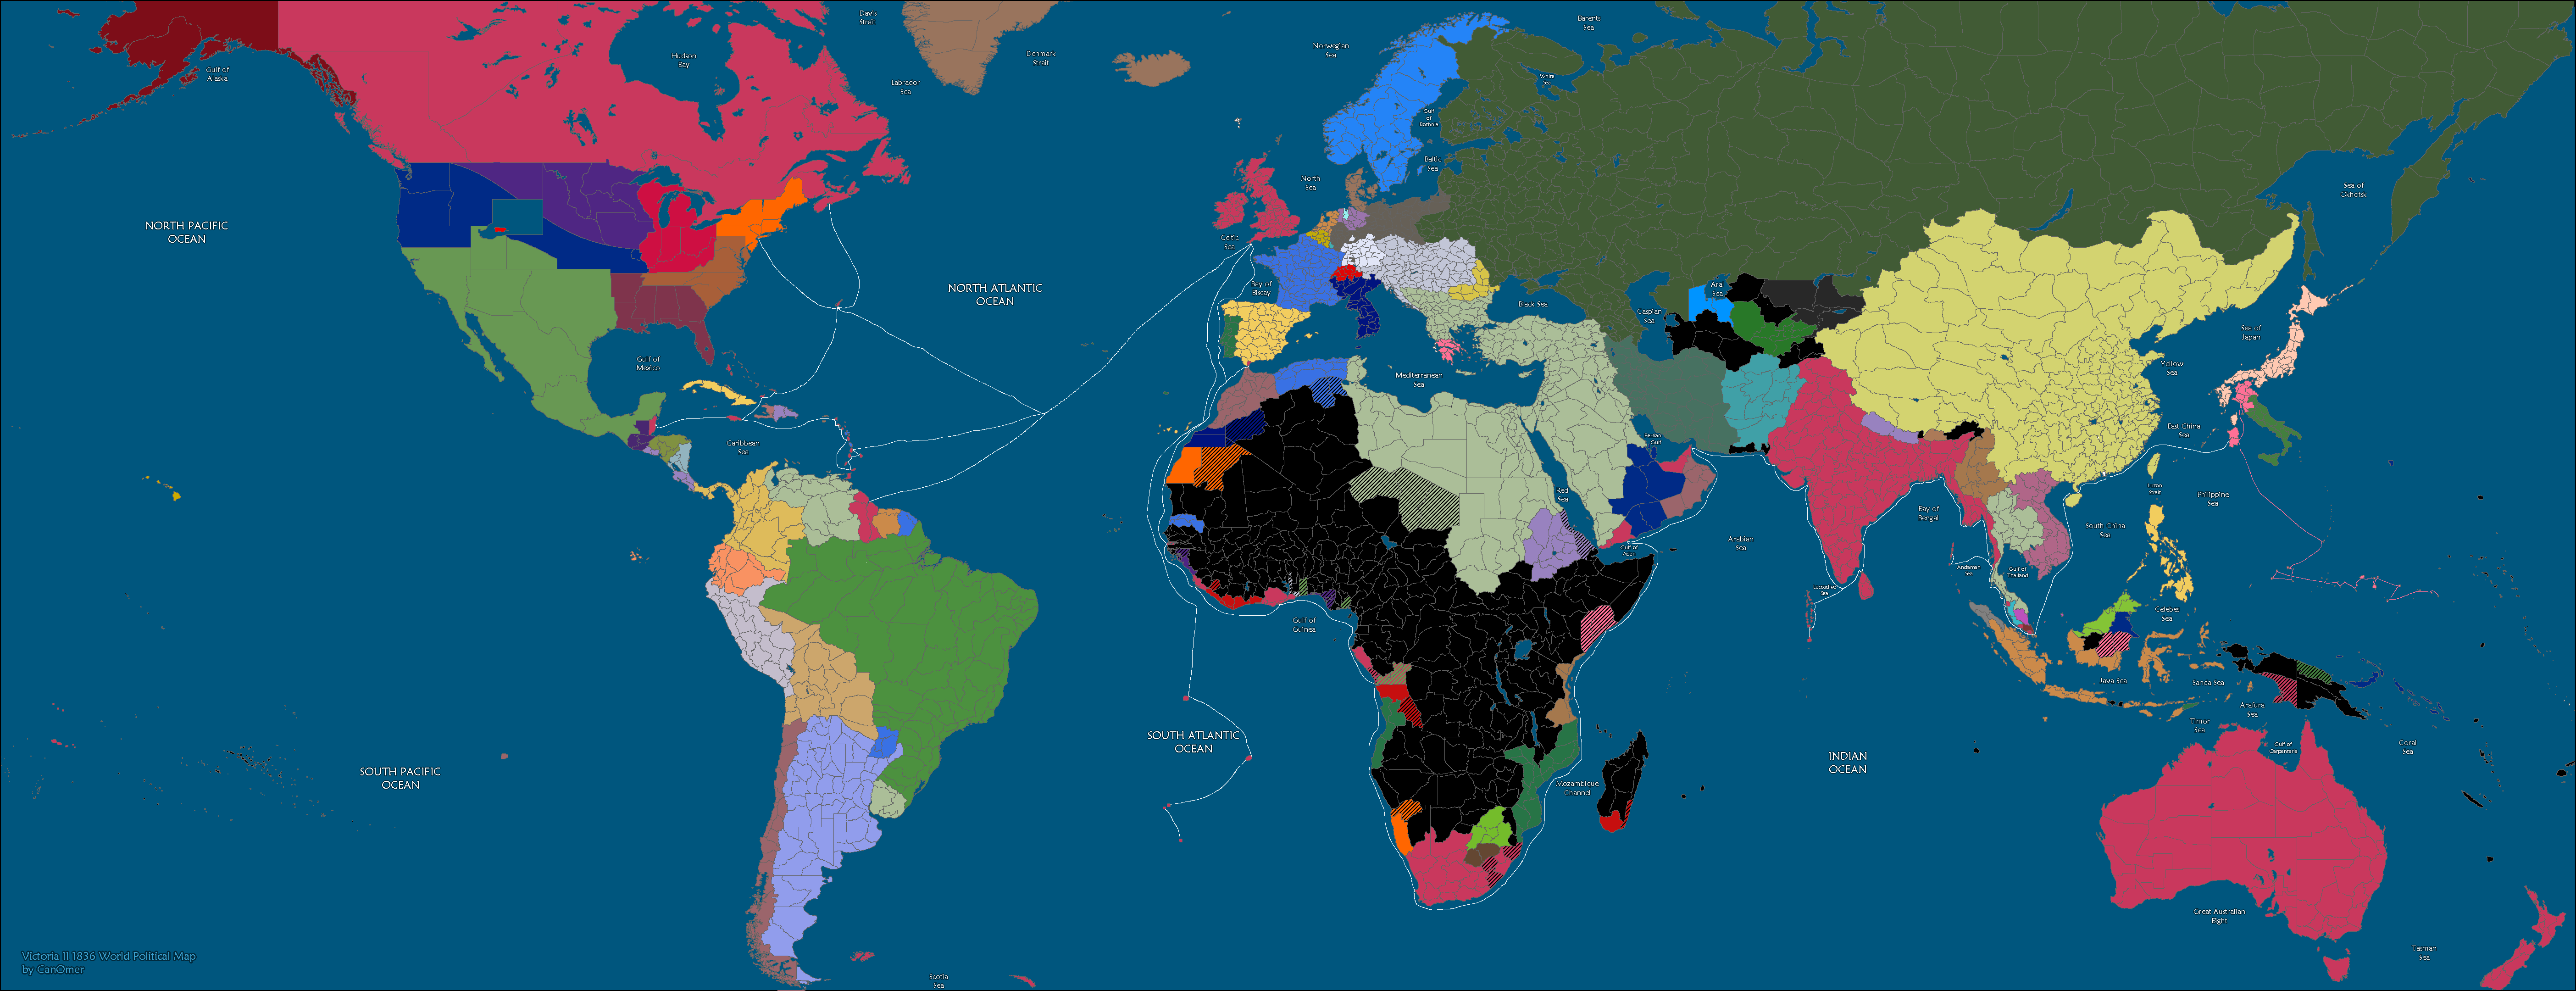 Davis
Strait
Barents
Sea
Norwegian
Sea
Denmark
Strait
Hudson
Bay
Gulf of
Alaska
Labrador
Sea
White
Sea
Gulf
of
Bothnia
Baltic
Sea
North
Sea
Sea of
Okhotsk
NORTH PACIFIC
OCEAN
Celtic
Sea
NORTH ATLANTIC
OCEAN
Bay of
Biscay
Black Sea
Caspian
Sea
Aral
Sea
Sea of
Japan
Gulf of
Mexico
Mediterranean
Sea
Yellow
Sea
East China
Sea
Caribbean
Sea
Persian
Gulf
Red
Sea
Arabian
Sea
Gulf of
Aden
Bay of
Bengal
Luzon
Strait
Philippine
Sea
South China
Sea
Andaman
Sea
Gulf of
Thailand
Laccadive
Sea
Celebes
Sea
Gulf of
Guinea
Java Sea
Sanda Sea
Arafura
Sea
Timor
Sea
Gulf of
Carpentaria
Coral
Sea
SOUTH ATLANTIC
OCEAN
INDIAN
OCEAN
SOUTH PACIFIC
OCEAN
Mozambique
Channel
Great Australian
Bight
Tasman
Sea
Scotia
Sea
Victoria II 1836 World Political Map
by CanOmer